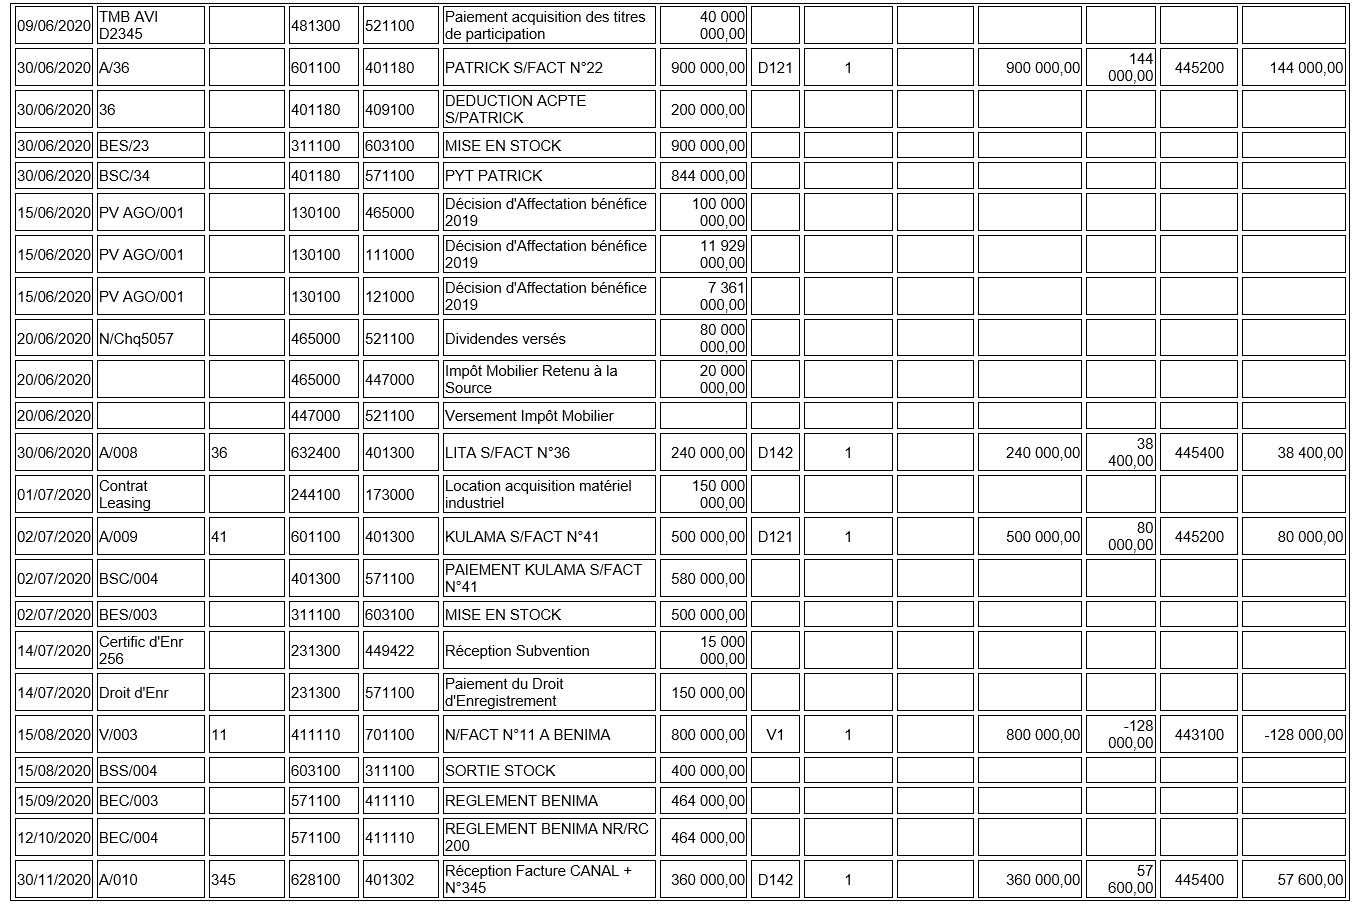 09/06/2020 TMB AVI D2345 481300 521100 Paiement acquisition des titres de participation 40 000 000,00
30/06/2020 A/36 601100 401180 PATRICK S/FACT N°22 900 000,00 D121 1 900 000,00 144 000,00 445200 144 000,00
30/06/2020 36 401180 409100 DEDUCTION ACPTE S/PATRICK 200 000,00
30/06/2020 BES/23 311100 603100 MISE EN STOCK 900 000,00
30/06/2020 BSC/34 401180 571100 PYT PATRICK 844 000,00
15/06/2020 PV AGO/001 130100 465000 Décision d'Affectation bénéfice 2019 100 000 000,00
15/06/2020 PV AGO/001 130100 111000 Décision d'Affectation bénéfice 2019 11 929 000,00
15/06/2020 PV AGO/001 130100 121000 Décision d'Affectation bénéfice 2019 7 361 000,00
20/06/2020 N/Chq5057 465000 521100 Dividendes versés 80 000 000,00
20/06/2020 465000 447000 Impôt Mobilier Retenu à la Source 20 000 000,00
20/06/2020 447000 521100 Versement Impôt Mobilier
30/06/2020 A/008 36 632400 401300 LITA S/FACT N°36 240 000,00 D142 1 240 000,00 38 400,00 445400 38 400,00
01/07/2020 Contrat Leasing 244100 173000 Location acquisition matériel industriel 150 000 000,00
02/07/2020 A/009 41 601100 401300 KULAMA S/FACT N°41 500 000,00 D121 1 500 000,00 80 000,00 445200 80 000,00
02/07/2020 BSC/004 401300 571100 PAIEMENT KULAMA S/FACT N°41 580 000,00
02/07/2020 BES/003 311100 603100 MISE EN STOCK 500 000,00
14/07/2020 Certific d'Enr 256 231300 449422 Réception Subvention 15 000 000,00
14/07/2020 Droit d'Enr 231300 571100 Paiement du Droit d'Enregistrement 150 000,00
15/08/2020 V/003 11 411110 701100 N/FACT N°11 A BENIMA 800 000,00 V1 1 800 000,00 -128 000,00 443100 -128 000,00
15/08/2020 BSS/004 603100 311100 SORTIE STOCK 400 000,00
15/09/2020 BEC/003 571100 411110 REGLEMENT BENIMA 464 000,00
12/10/2020 BEC/004 571100 411110 REGLEMENT BENIMA NR/RC 200 464 000,00
30/11/2020 A/010 345 628100 401302 Réception Facture CANAL + N°345 360 000,00 D142 1 360 000,00 57 600,00 445400 57 600,00